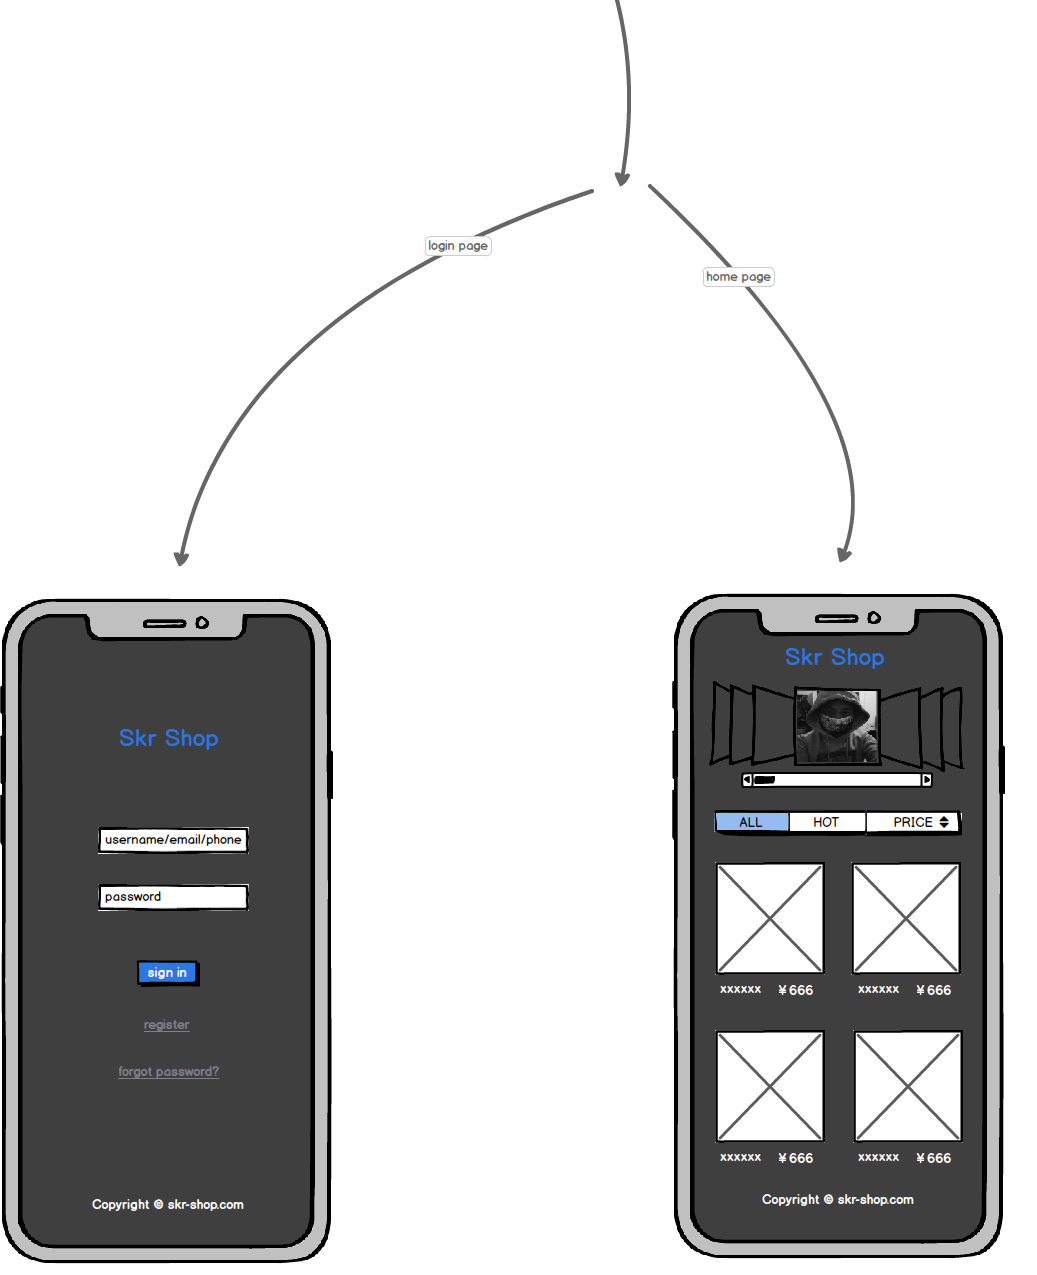 login page
home page
Skr Shop
username/email/phone
password
sign in
register
forgot password?
Copyright © skr-shop.com
Skr Shop
ALL HOT PRICE
xxxxxx ¥ 666 xxxxxx ¥ 666
xxxxxx ¥ 666 xxxxxx ¥ 666
Copyright © skr-shop.com